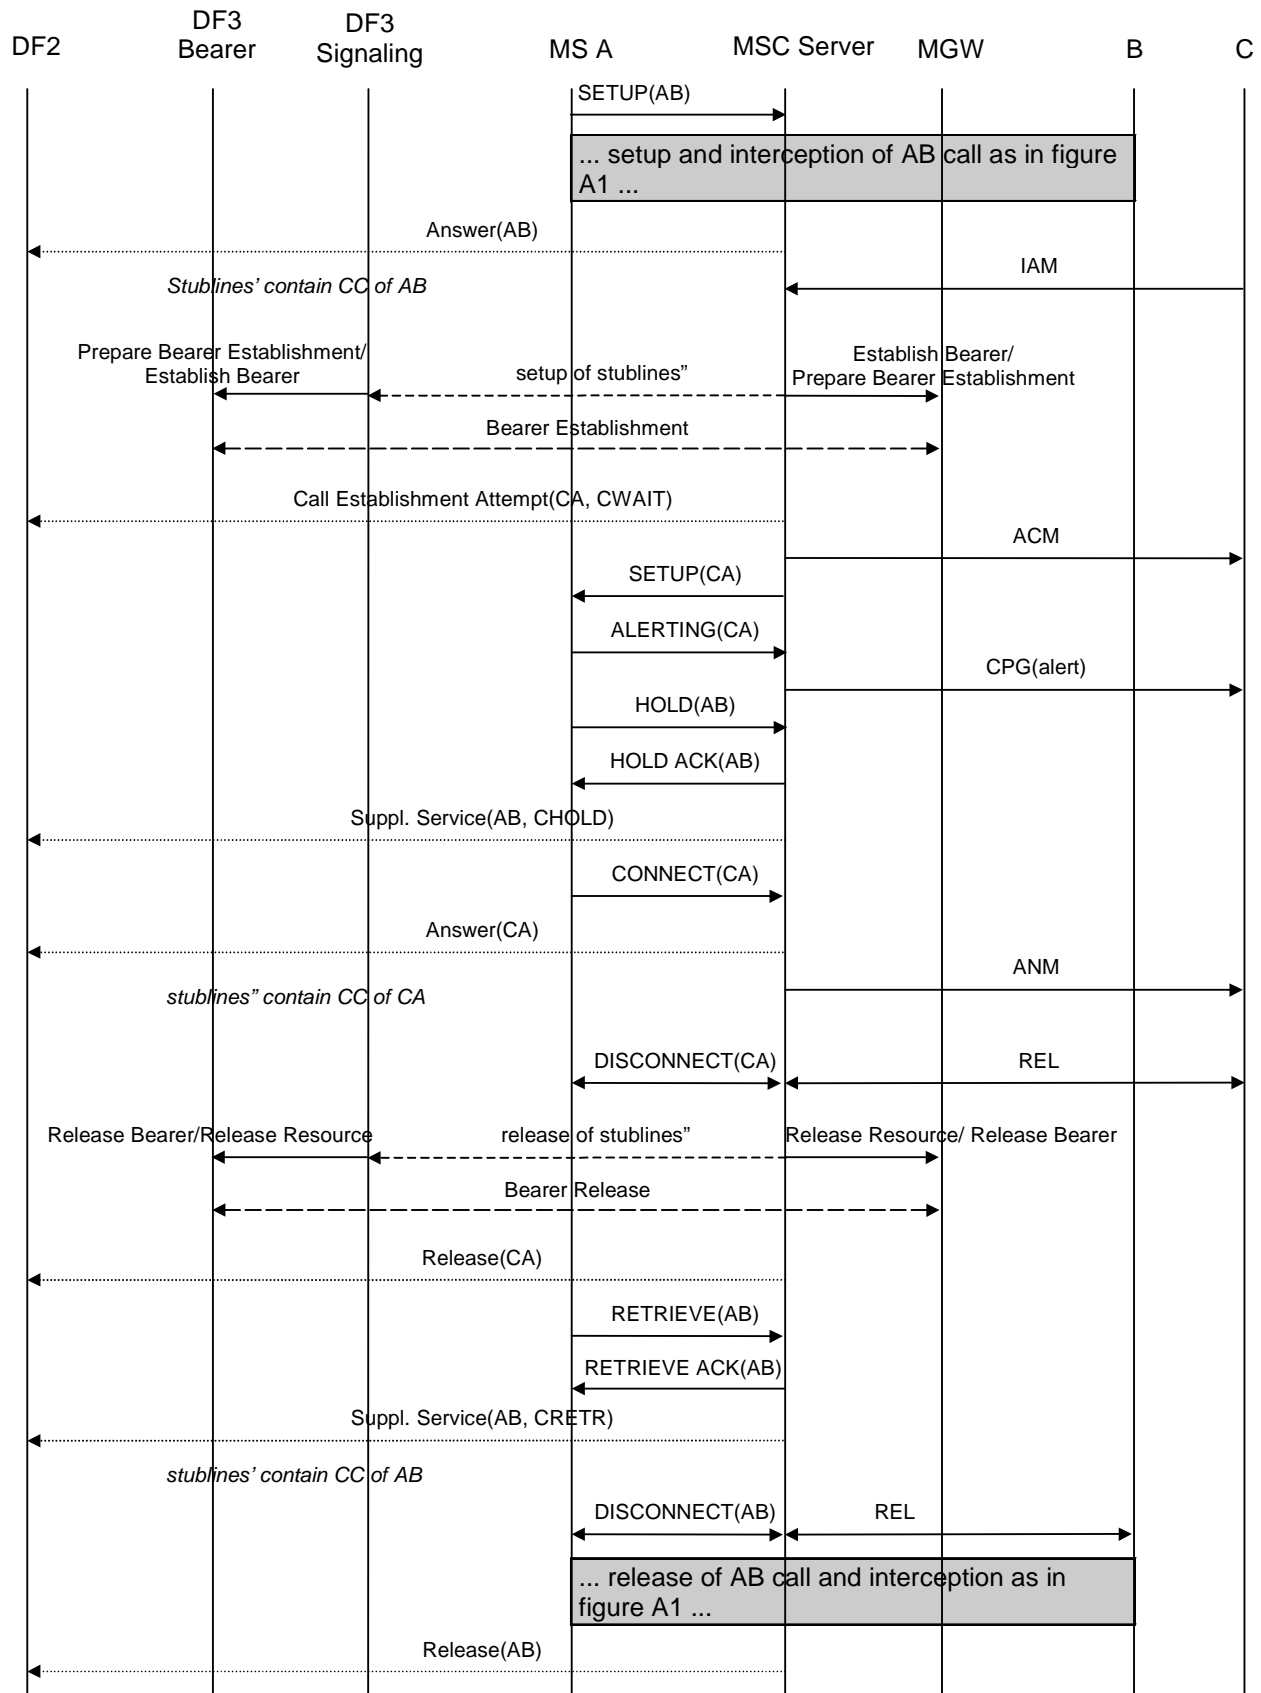 DF2
DF3
Bearer
DF3
Signaling
MS A
MSC Server
MGW
B
C
SETUP(AB)
... setup and interception of AB call as in figure
A1 ...
Answer(AB)
IAM
Stublines’ contain CC of AB
Prepare Bearer Establishment/
Establish Bearer
setup of stublines”
Establish Bearer/
Prepare Bearer Establishment
Bearer Establishment
Call Establishment Attempt(CA, CWAIT)
ACM
SETUP(CA)
ALERTING(CA)
CPG(alert)
HOLD(AB)
HOLD ACK(AB)
Suppl. Service(AB, CHOLD)
CONNECT(CA)
Answer(CA)
ANM
stublines” contain CC of CA
DISCONNECT(CA)
REL
Release Bearer/Release Resource
release of stublines”
Release Resource/ Release Bearer
Bearer Release
Release(CA)
RETRIEVE(AB)
RETRIEVE ACK(AB)
Suppl. Service(AB, CRETR)
stublines’ contain CC of AB
DISCONNECT(AB)
REL
... release of AB call and interception as in
figure A1 ...
Release(AB)